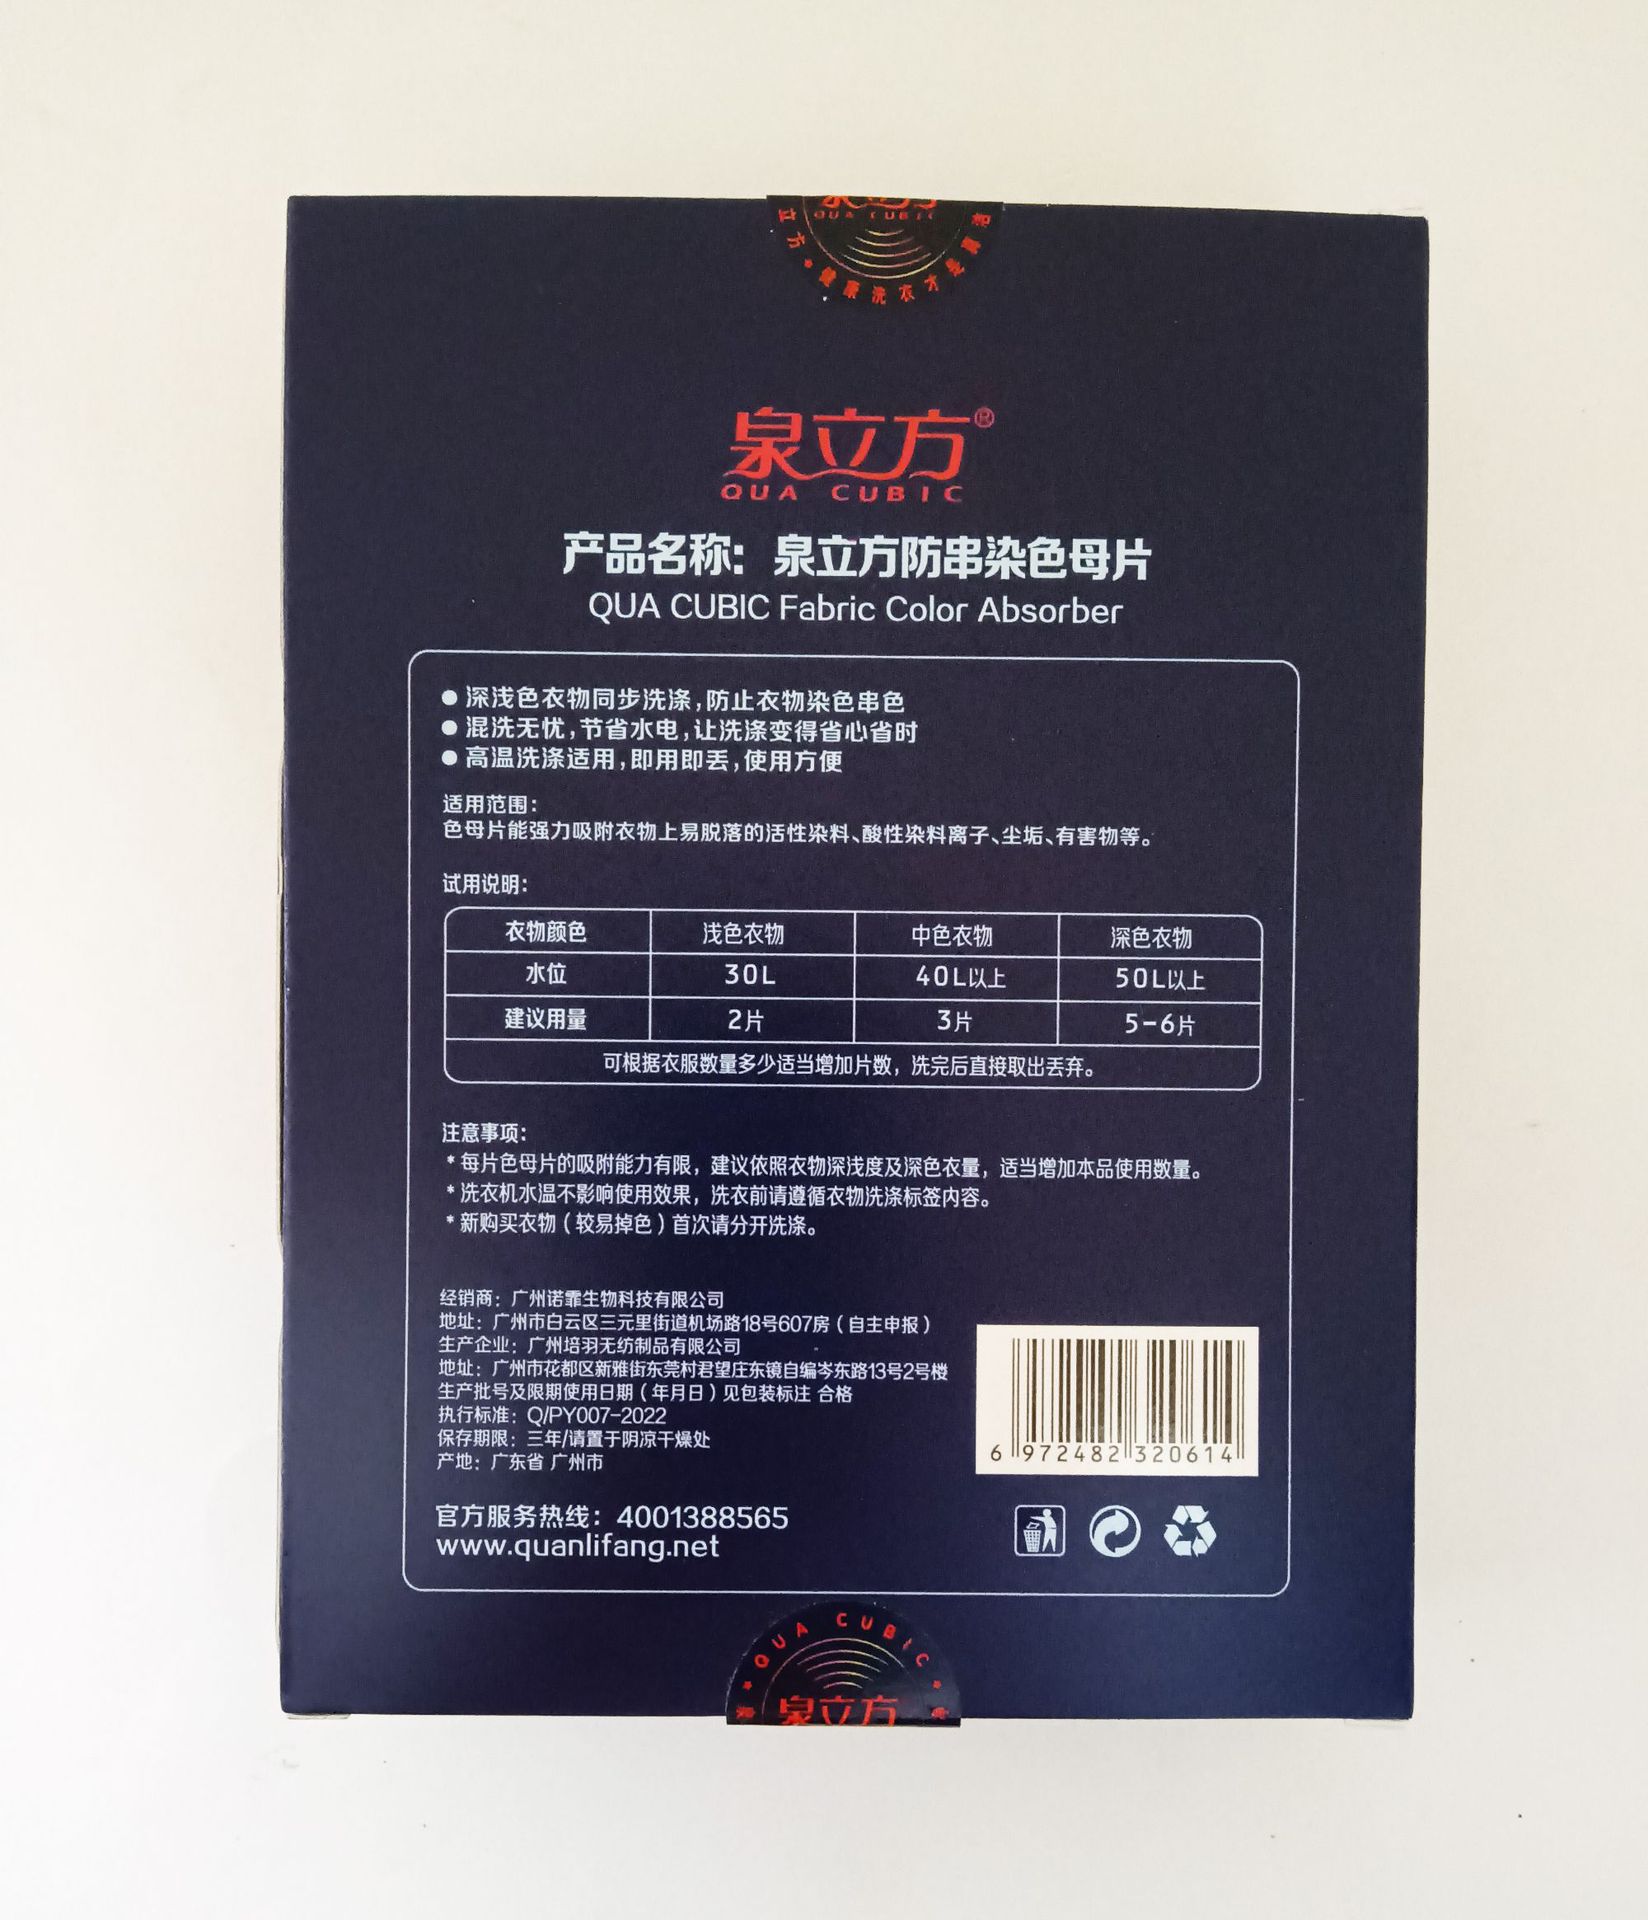 QUA CUBIC
立方·健康洗衣才是真洁
泉立方®
QUA CUBIC
产品名称：泉立方防串染色母片
QUA CUBIC Fabric Color Absorber
●深浅色衣物同步洗涤,防止衣物染色串色
●混洗无忧,节省水电,让洗涤变得省心省时
●高温洗涤适用,即用即丢,使用方便
适用范围：
色母片能强力吸附衣物上易脱落的活性染料、酸性染料离子、尘垢、有害物等。
试用说明：
衣物颜色 浅色衣物 中色衣物 深色衣物
水位 30L 40L以上 50L以上
建议用量 2片 3片 5-6片
可根据衣服数量多少适当增加片数，洗完后直接取出丢弃。
注意事项：
*每片色母片的吸附能力有限，建议依照衣物深浅度及深色衣量，适当增加本品使用数量。
*洗衣机水温不影响使用效果，洗衣前请遵循衣物洗涤标签内容。
*新购买衣物（较易掉色）首次请分开洗涤。
经销商：广州诺霏生物科技有限公司
地址：广州市白云区三元里街道机场路18号607房（自主申报）
生产企业：广州培羽无纺制品有限公司
地址：广州市花都区新雅街东莞村君望庄东镜自编岑东路13号2号楼
生产批号及限期使用日期（年月日）见包装标注 合格
执行标准：Q/PY007-2022
保存期限：三年/请置于阴凉干燥处
产地：广东省 广州市
6 972482 320614
官方服务热线：4001388565
www.quanlifang.net
QUA CUBIC
泉立方